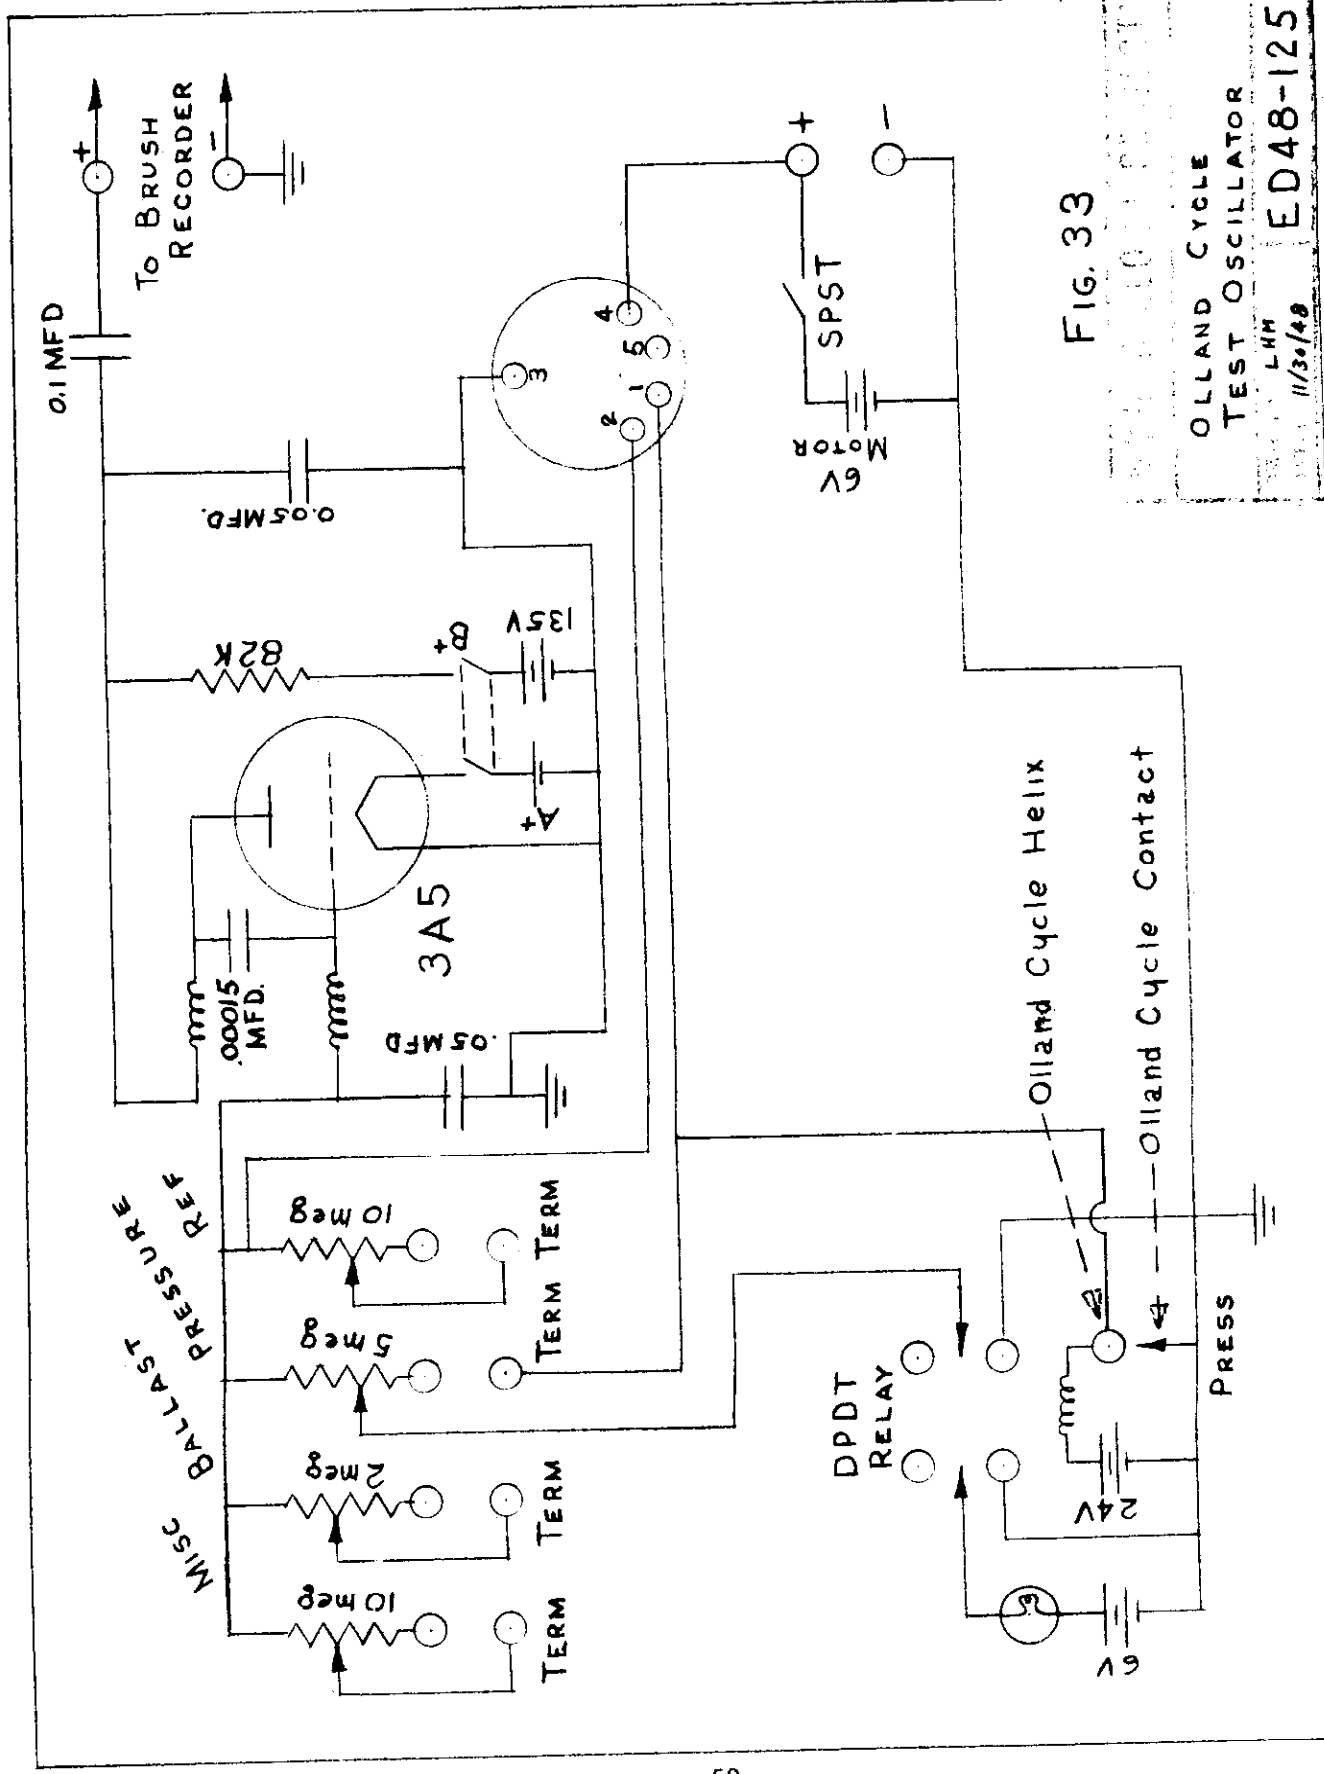 0.1 MFD
+
TO BRUSH
RECORDER
-
0.05 MFD.
82K
B+
135V
A+
3A5
.00015
MFD.
.05 MFD
3
4
5
1
2
+
-
SPST
6V
MOTOR
MISC
BALLAST
PRESSURE
REF
10 meg
2 meg
5 meg
10 meg
TERM
TERM
TERM
TERM
DPDT
RELAY
24V
6V
PRESS
Olland Cycle Helix
Olland Cycle Contact
FIG. 33
OLLAND CYCLE
TEST OSCILLATOR
LHM
11/30/48
ED48-125